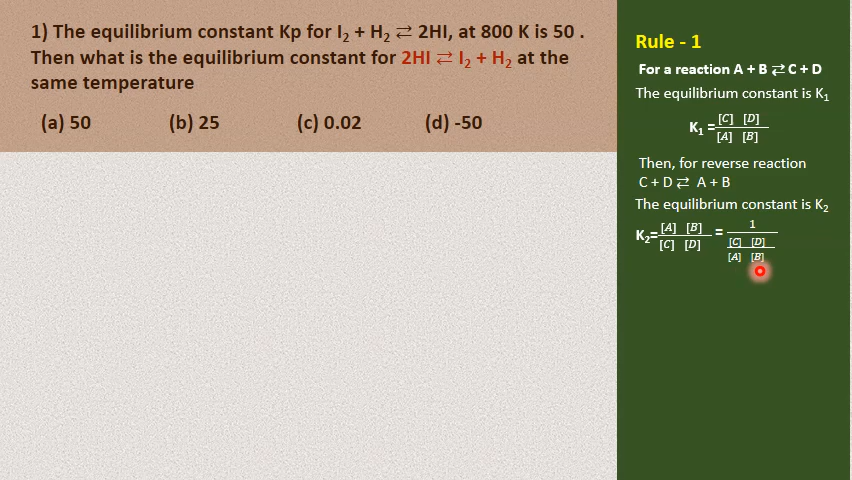 1) The equilibrium constant Kp for I₂ + H₂ ⇄ 2HI, at 800 K is 50 .
Then what is the equilibrium constant for 2HI ⇄ I₂ + H₂ at the
same temperature
(a) 50 (b) 25 (c) 0.02 (d) -50
Rule - 1
For a reaction A + B ⇄ C + D
The equilibrium constant is K₁
K₁ = [C] [D] / [A] [B]
Then, for reverse reaction
C + D ⇄ A + B
The equilibrium constant is K₂
K₂= [A] [B] / [C] [D] = 1 / [C] [D] / [A] [B]